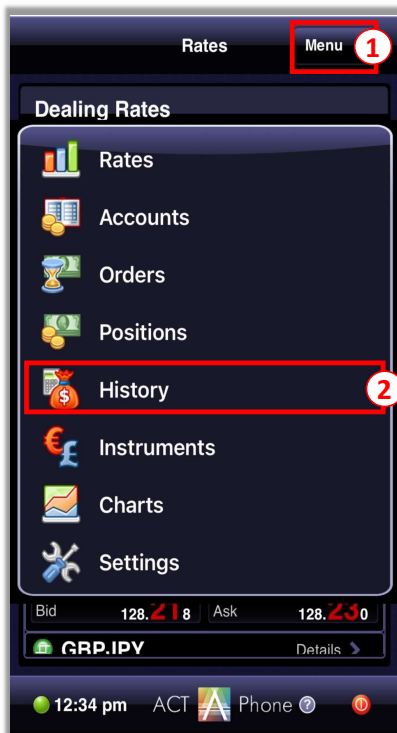 Rates
Menu
1
Dealing Rates
Rates
Accounts
Orders
Positions
History
2
Instruments
Charts
Settings
Bid 128.218 Ask 128.230
GBP.JPY Details
12:34 pm ACT Phone ?